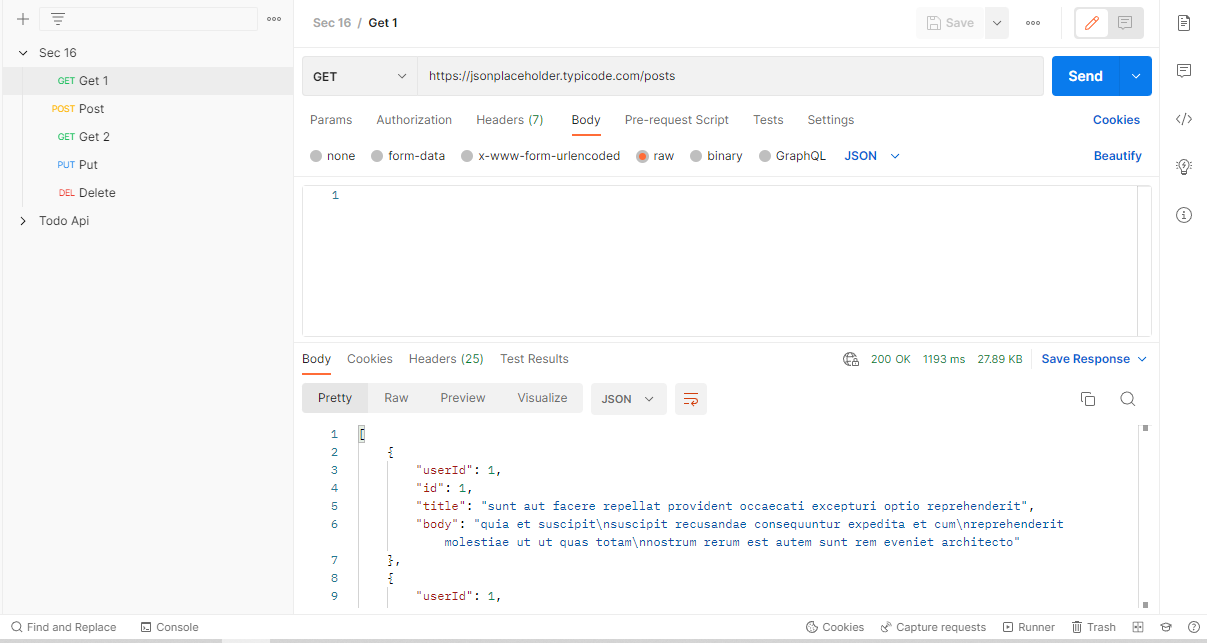 Sec 16
GET Get 1
POST Post
GET Get 2
PUT Put
DEL Delete
Todo Api
Sec 16 / Get 1
Save
GET
https://jsonplaceholder.typicode.com/posts
Send
Params Authorization Headers (7) Body Pre-request Script Tests Settings Cookies
none form-data x-www-form-urlencoded raw binary GraphQL JSON Beautify
1
Body Cookies Headers (25) Test Results 200 OK 1193 ms 27.89 KB Save Response
Pretty Raw Preview Visualize JSON
1 [
2 {
3 "userId": 1,
4 "id": 1,
5 "title": "sunt aut facere repellat provident occaecati excepturi optio reprehenderit",
6 "body": "quia et suscipit\nsuscipit recusandae consequuntur expedita et cum\nreprehenderit
molestiae ut ut quas totam\nnostrum rerum est autem sunt rem eveniet architecto"
7 },
8 {
9 "userId": 1,
Find and Replace Console Cookies Capture requests Runner Trash